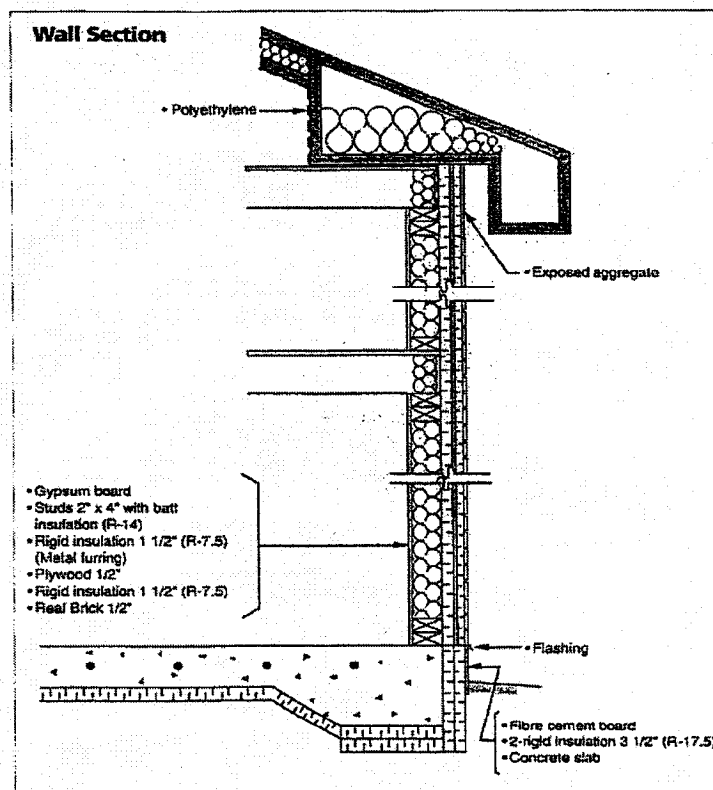 Wall Section
• Polyethylene
• Exposed aggregate
• Gypsum board
• Studs 2" x 4" with batt
insulation (R-14)
• Rigid insulation 1 1/2" (R-7.5)
(Metal furring)
• Plywood 1/2"
• Rigid insulation 1 1/2" (R-7.5)
• Real Brick 1/2"
• Flashing
• Fibre cement board
• 2-rigid insulation 3 1/2" (R-17.5)
• Concrete slab